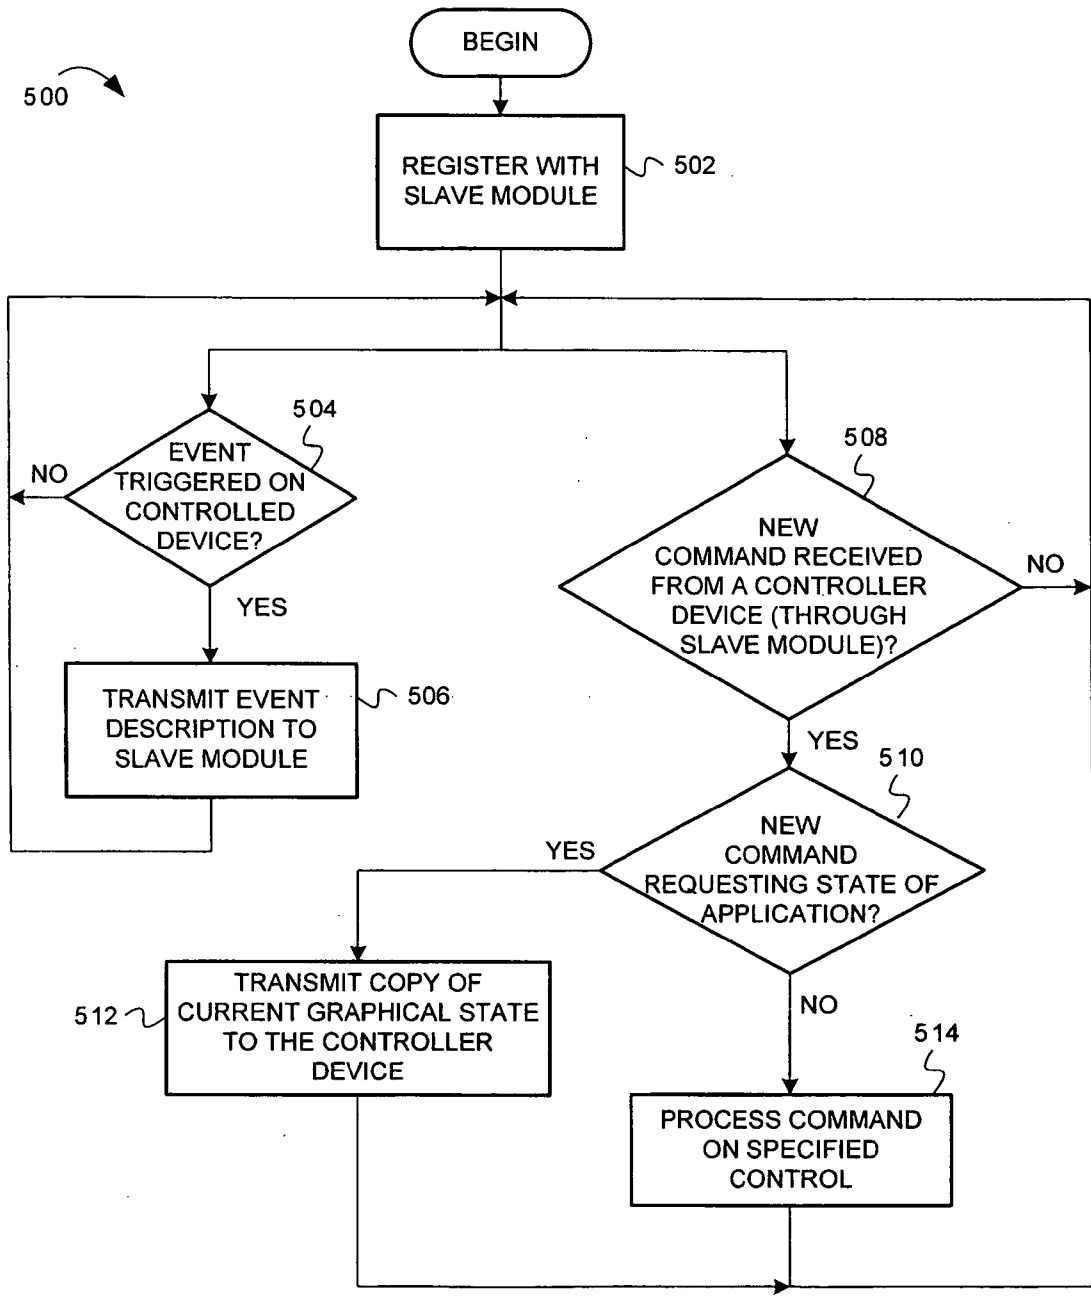 BEGIN
500
REGISTER WITH
SLAVE MODULE
502
504
EVENT
TRIGGERED ON
CONTROLLED
DEVICE?
NO
YES
508
NEW
COMMAND RECEIVED
FROM A CONTROLLER
DEVICE (THROUGH
SLAVE MODULE)?
NO
YES
TRANSMIT EVENT
DESCRIPTION TO
SLAVE MODULE
506
510
NEW
COMMAND
REQUESTING STATE OF
APPLICATION?
YES
NO
TRANSMIT COPY OF
CURRENT GRAPHICAL STATE
TO THE CONTROLLER
DEVICE
512
514
PROCESS COMMAND
ON SPECIFIED
CONTROL